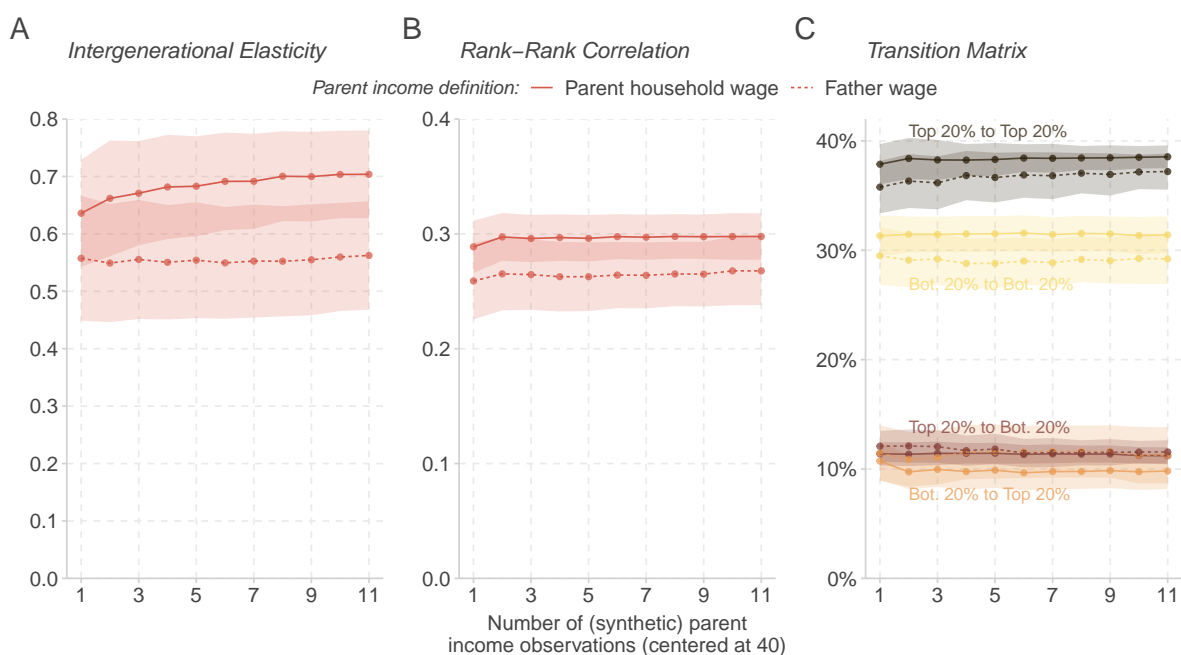 A
Intergenerational Elasticity
B
Rank−Rank Correlation
C
Transition Matrix
Parent income definition: Parent household wage Father wage
0.8
0.7
0.6
0.5
0.4
0.3
0.2
0.1
0.0
1 3 5 7 9 11
0.4
0.3
0.2
0.1
0.0
1 3 5 7 9 11
Number of (synthetic) parent
income observations (centered at 40)
40%
30%
20%
10%
0%
Top 20% to Top 20%
Bot. 20% to Bot. 20%
Top 20% to Bot. 20%
Bot. 20% to Top 20%
1 3 5 7 9 11